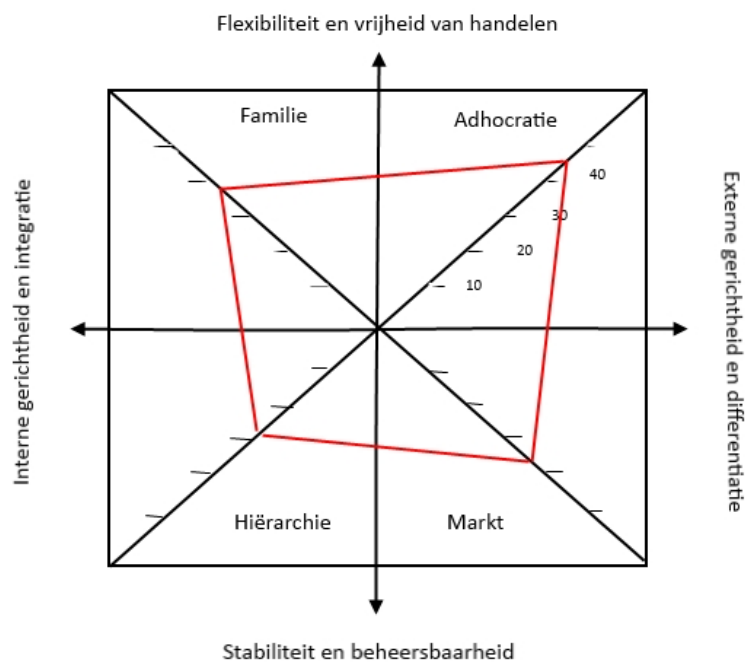 Flexibiliteit en vrijheid van handelen
Familie
Adhocratie
40
30
20
10
Interne gerichtheid en integratie
Externe gerichtheid en differentiatie
Hiërarchie
Markt
Stabiliteit en beheersbaarheid